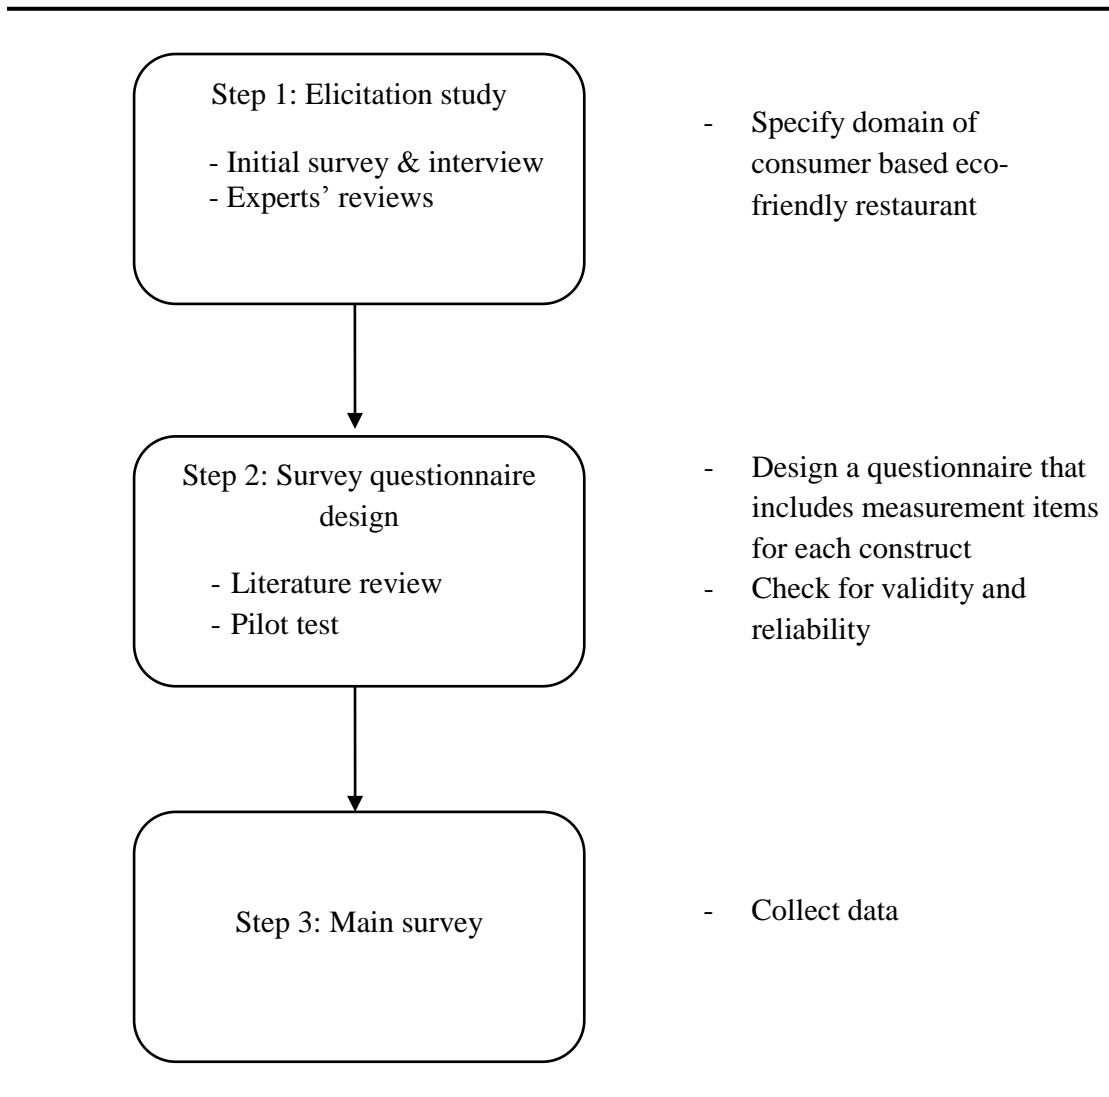 Step 1: Elicitation study
- Initial survey & interview
- Experts’ reviews
- Specify domain of
consumer based eco-
friendly restaurant
Step 2: Survey questionnaire
design
- Literature review
- Pilot test
- Design a questionnaire that
includes measurement items
for each construct
- Check for validity and
reliability
Step 3: Main survey
- Collect data